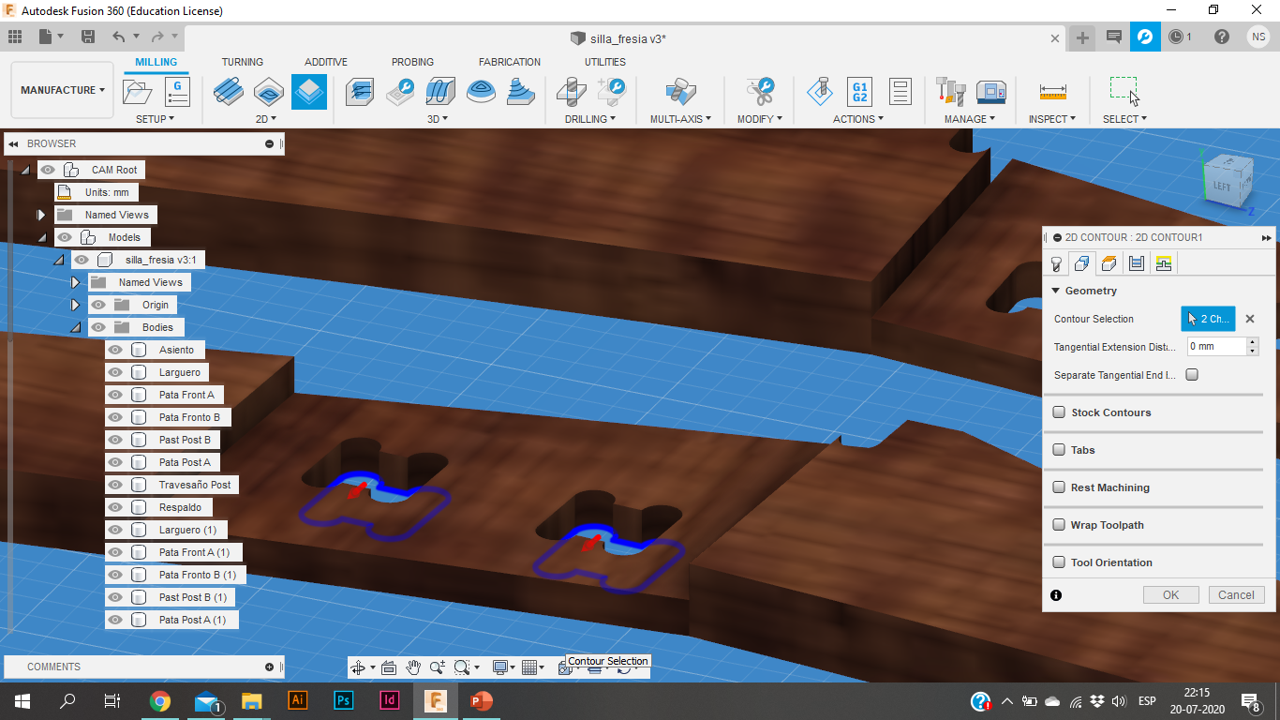 Autodesk Fusion 360 (Education License)
silla_fresia v3*
1
NS
MILLING
TURNING
ADDITIVE
PROBING
FABRICATION
UTILITIES
MANUFACTURE
G
G1
G2
SETUP
2D
3D
DRILLING
MULTI-AXIS
MODIFY
ACTIONS
MANAGE
INSPECT
SELECT
BROWSER
CAM Root
Units: mm
Named Views
Models
silla_fresia v3:1
Named Views
Origin
Bodies
Asiento
Larguero
Pata Front A
Pata Fronto B
Past Post B
Pata Post A
Travesaño Post
Respaldo
Larguero (1)
Pata Front A (1)
Pata Fronto B (1)
Past Post B (1)
Pata Post A (1)
COMMENTS
Y
LEFT
Z
2D CONTOUR : 2D CONTOUR1
Geometry
Contour Selection
2 Ch...
Tangential Extension Dist...
0 mm
Separate Tangential End I...
Stock Contours
Tabs
Rest Machining
Wrap Toolpath
Tool Orientation
OK
Cancel
Contour Selection
1
Ai
Ps
Id
F
P
ESP
22:15
20-07-2020
8